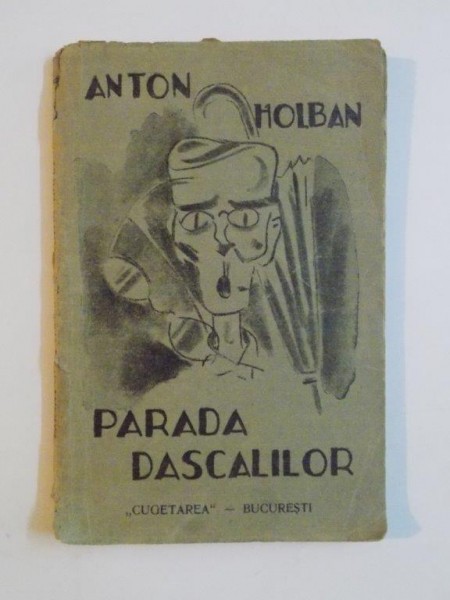 ANTON
HOLBAN
PARADA
DASCALILOR
„CUGETAREA“ – BUCUREȘTI